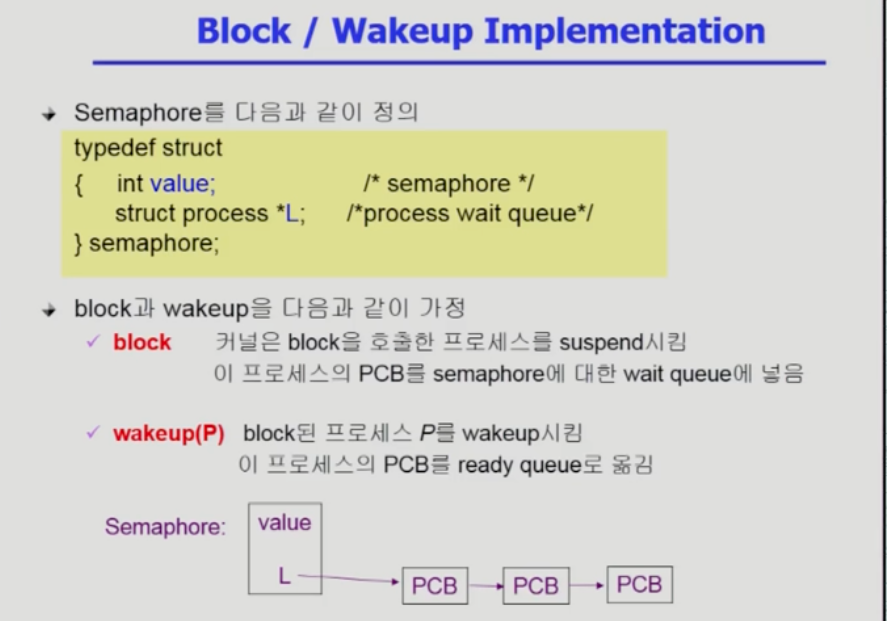 Block / Wakeup Implementation
Semaphore를 다음과 같이 정의
typedef struct
{ int value; /* semaphore */
struct process *L; /*process wait queue*/
} semaphore;
block과 wakeup을 다음과 같이 가정
block 커널은 block을 호출한 프로세스를 suspend시킴
이 프로세스의 PCB를 semaphore에 대한 wait queue에 넣음
wakeup(P) block된 프로세스 P를 wakeup시킴
이 프로세스의 PCB를 ready queue로 옮김
Semaphore: value
L PCB PCB PCB